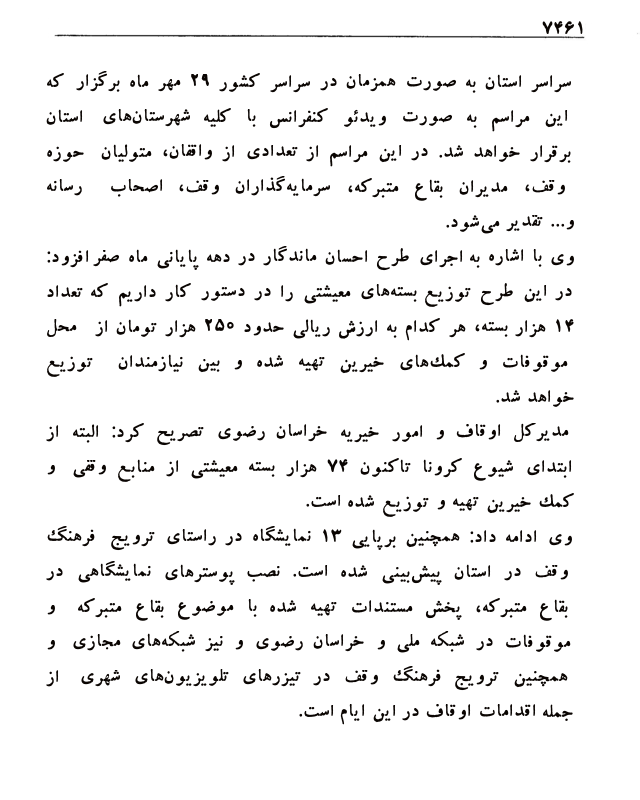 ۷۴۶۱
سراسر استان به صورت همزمان در سراسر کشور ۲۹ مهر ماه برگزار که
این مراسم به صورت ویدئو کنفرانس با کلیه شهرستان‌های استان
برقرار خواهد شد. در این مراسم از تعدادی از واقفان، متولیان حوزه
وقف، مدیران بقاع متبرکه، سرمایه‌گذاران وقف، اصحاب رسانه
و... تقدیر می‌شود.
وی با اشاره به اجرای طرح احسان ماندگار در دهه پایانی ماه صفر افزود:
در این طرح توزیع بسته‌های معیشتی را در دستور کار داریم که تعداد
۱۴ هزار بسته، هر کدام به ارزش ریالی حدود ۲۵۰ هزار تومان از محل
موقوفات و کمک‌های خیرین تهیه شده و بین نیازمندان توزیع
خواهد شد.
مدیرکل اوقاف و امور خیریه خراسان رضوی تصریح کرد: البته از
ابتدای شیوع کرونا تاکنون ۷۴ هزار بسته معیشتی از منابع وقفی و
کمک خیرین تهیه و توزیع شده است.
وی ادامه داد: همچنین برپایی ۱۳ نمایشگاه در راستای ترویج فرهنگ
وقف در استان پیش‌بینی شده است. نصب پوسترهای نمایشگاهی در
بقاع متبرکه، پخش مستندات تهیه شده با موضوع بقاع متبرکه و
موقوفات در شبکه ملی و خراسان رضوی و نیز شبکه‌های مجازی و
همچنین ترویج فرهنگ وقف در تیزرهای تلویزیون‌های شهری از
جمله اقدامات اوقاف در این ایام است.